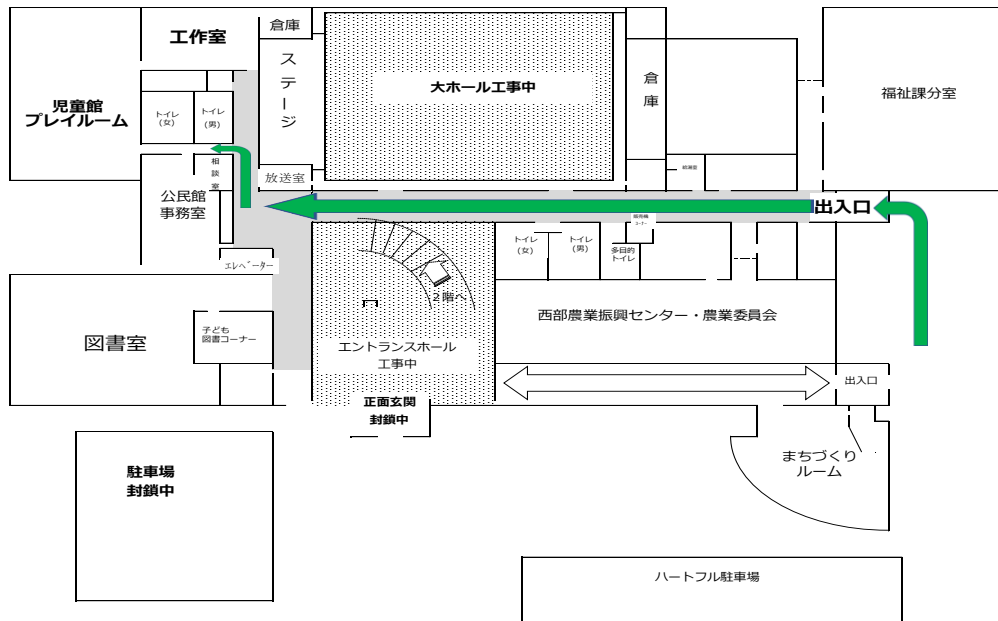 倉庫
工作室
ステージ
大ホール工事中
倉庫
福祉課分室
児童館
プレイルーム
トイレ
(女)
トイレ
(男)
相談室
放送室
公民館
事務室
出入口
トイレ
(女)
トイレ
(男)
多目的
トイレ
エレベーター
2階へ
西部農業振興センター・農業委員会
子ども
図書コーナー
図書室
エントランスホール
工事中
出入口
正面玄関
封鎖中
まちづくり
ルーム
駐車場
封鎖中
ハートフル駐車場